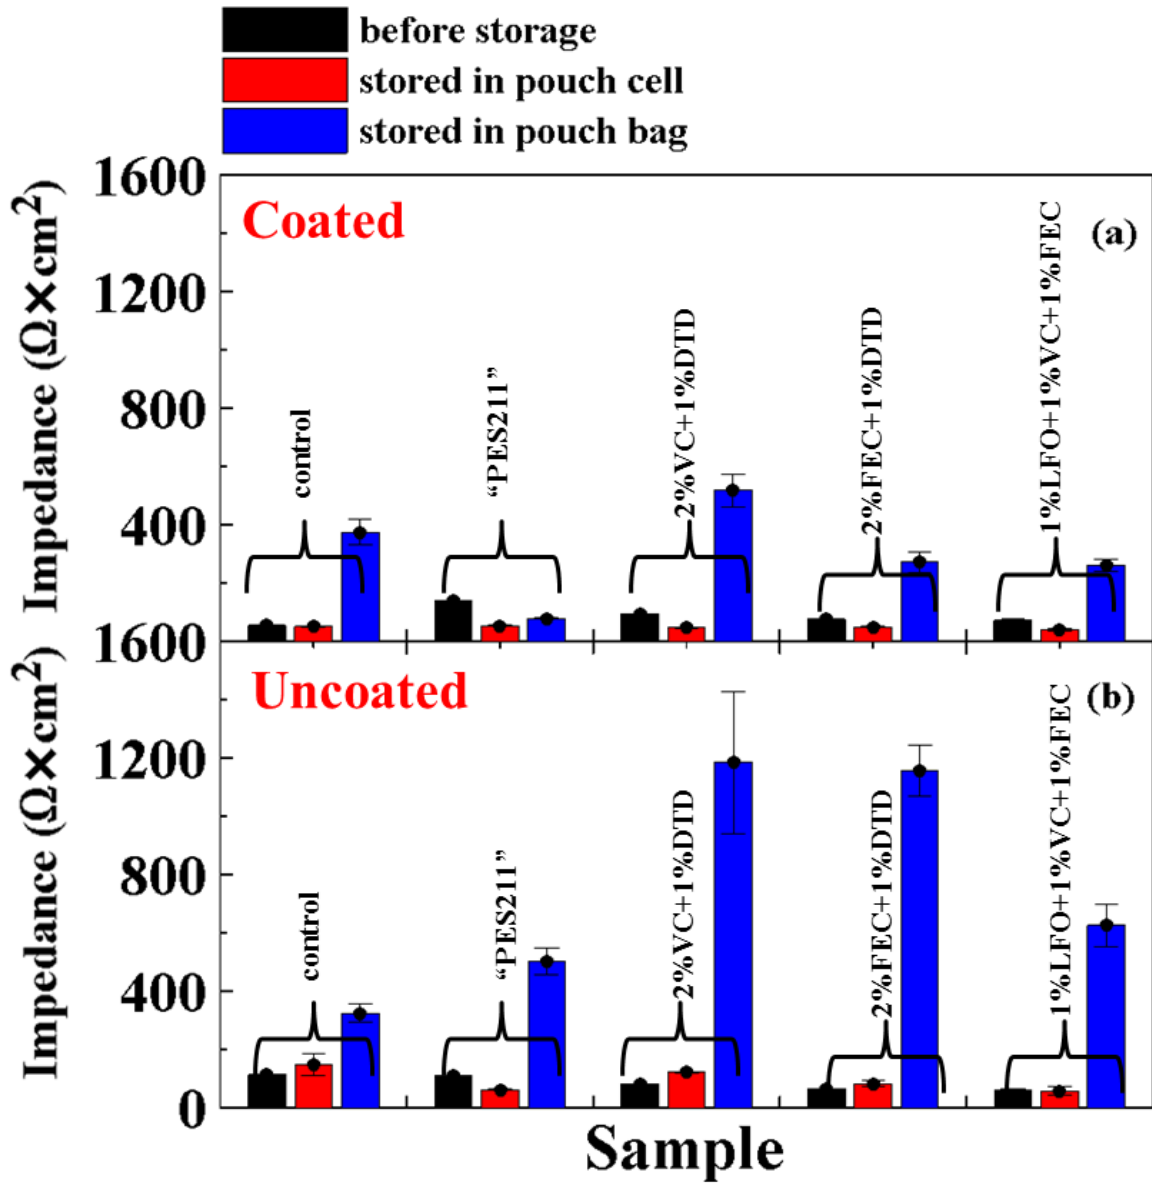 before storage
stored in pouch cell
stored in pouch bag
Coated
(a)
Impedance (Ω×cm²)
1600
1200
800
400
control
“PES211”
2%VC+1%DTD
2%FEC+1%DTD
1%LFO+1%VC+1%FEC
Uncoated
(b)
Impedance (Ω×cm²)
1600
1200
800
400
0
control
“PES211”
2%VC+1%DTD
2%FEC+1%DTD
1%LFO+1%VC+1%FEC
Sample